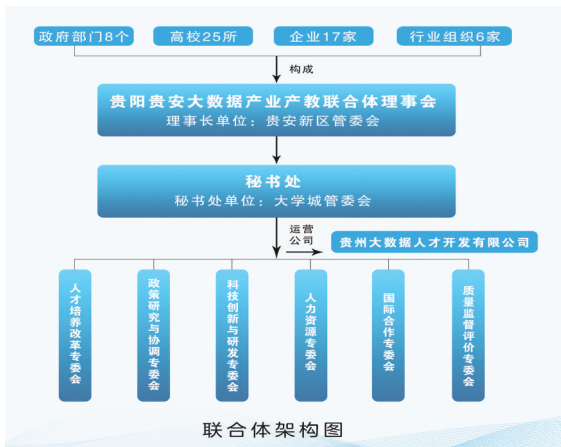 政府部门8个
高校25所
企业17家
行业组织6家
构成
贵阳贵安大数据产业产教联合体理事会
理事长单位：贵安新区管委会
秘书处
秘书处单位：大学城管委会
运营
公司
贵州大数据人才开发有限公司
人才培养改革专委会
政策研究与协调专委会
科技创新与研发专委会
人力资源专委会
国际合作专委会
质量监督评价专委会
联合体架构图